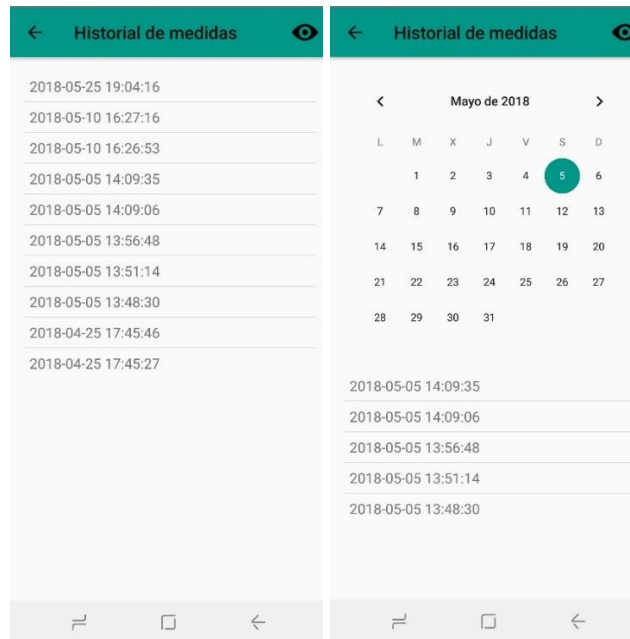 Historial de medidas
2018-05-25 19:04:16
2018-05-10 16:27:16
2018-05-10 16:26:53
2018-05-05 14:09:35
2018-05-05 14:09:06
2018-05-05 13:56:48
2018-05-05 13:51:14
2018-05-05 13:48:30
2018-04-25 17:45:46
2018-04-25 17:45:27
Historial de medidas
Mayo de 2018
L M X J V S D
1 2 3 4 5 6
7 8 9 10 11 12 13
14 15 16 17 18 19 20
21 22 23 24 25 26 27
28 29 30 31
2018-05-05 14:09:35
2018-05-05 14:09:06
2018-05-05 13:56:48
2018-05-05 13:51:14
2018-05-05 13:48:30